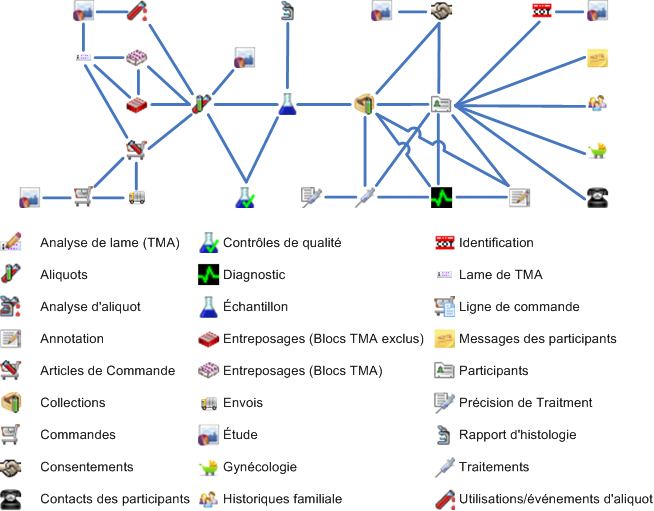 Analyse de lame (TMA) Contrôles de qualité Identification
Aliquots Diagnostic Lame de TMA
Analyse d'aliquot Échantillon Ligne de commande
Annotation Entreposages (Blocs TMA exclus) Messages des participants
Articles de Commande Entreposages (Blocs TMA) Participants
Collections Envois Précision de Traitment
Commandes Étude Rapport d'histologie
Consentements Gynécologie Traitements
Contacts des participants Historiques familiale Utilisations/événements d'aliquot